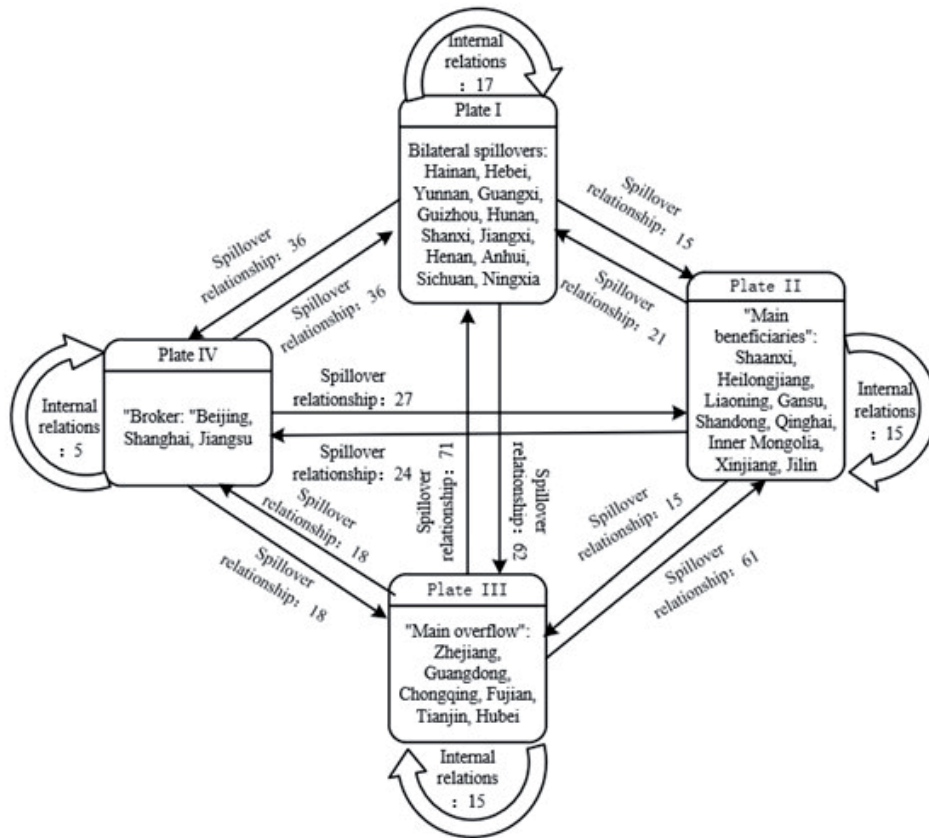 Internal
relations
: 17
Plate I
Bilateral spillovers:
Hainan, Hebei,
Yunnan, Guangxi,
Guizhou, Hunan,
Shanxi, Jiangxi,
Henan, Anhui,
Sichuan, Ningxia
Spillover
relationship: 36
Spillover
relationship: 36
Spillover
relationship: 15
Spillover
relationship: 21
Plate II
"Main
beneficiaries":
Shaanxi,
Heilongjiang,
Liaoning, Gansu,
Shandong, Qinghai,
Inner Mongolia,
Xinjiang, Jilin
Internal
relations
: 15
Plate IV
"Broker: "Beijing,
Shanghai, Jiangsu
Internal
relations
: 5
Spillover
relationship: 27
Spillover
relationship: 24
Spillover
relationship: 71
Spillover
relationship: 62
Spillover
relationship: 18
Spillover
relationship: 18
Spillover
relationship: 15
Spillover
relationship: 61
Plate III
"Main overflow":
Zhejiang,
Guangdong,
Chongqing, Fujian,
Tianjin, Hubei
Internal
relations
: 15